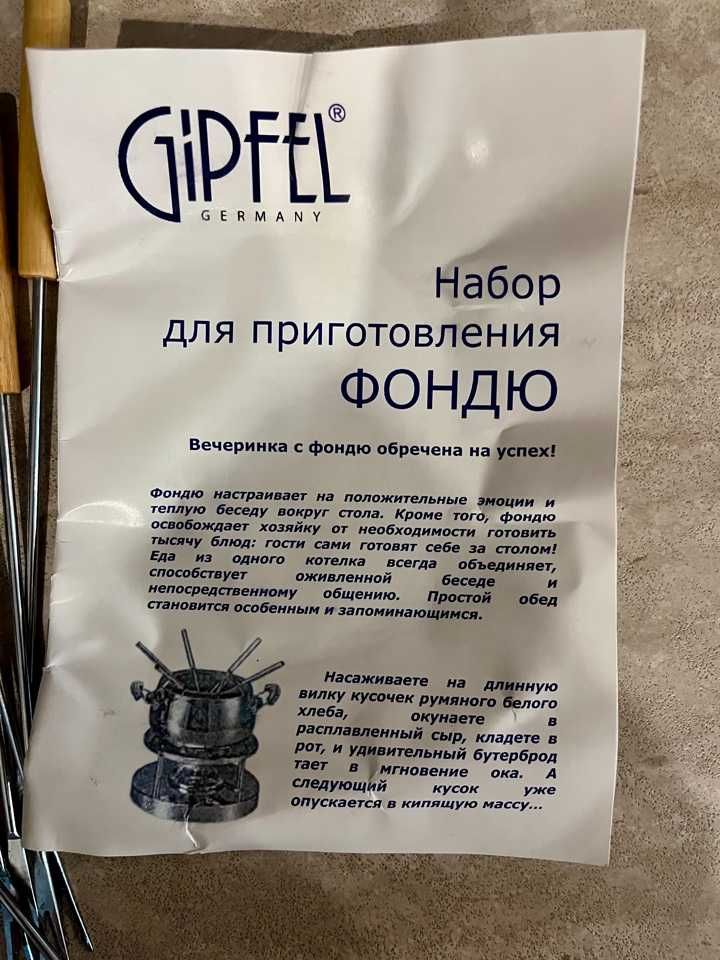 GiPFEL®
GERMANY
Набор
для приготовления
ФОНДЮ
Вечеринка с фондю обречена на успех!
Фондю настраивает на положительные эмоции и
теплую беседу вокруг стола. Кроме того, фондю
освобождает хозяйку от необходимости готовить
тысячу блюд: гости сами готовят себе за столом!
Еда из одного котелка всегда объединяет,
способствует оживленной беседе и
непосредственному общению. Простой обед
становится особенным и запоминающимся.
Насаживаете на длинную
вилку кусочек румяного белого
хлеба, окунаете в
расплавленный сыр, кладете в
рот, и удивительный бутерброд
тает в мгновение ока. А
следующий кусок уже
опускается в кипящую массу...